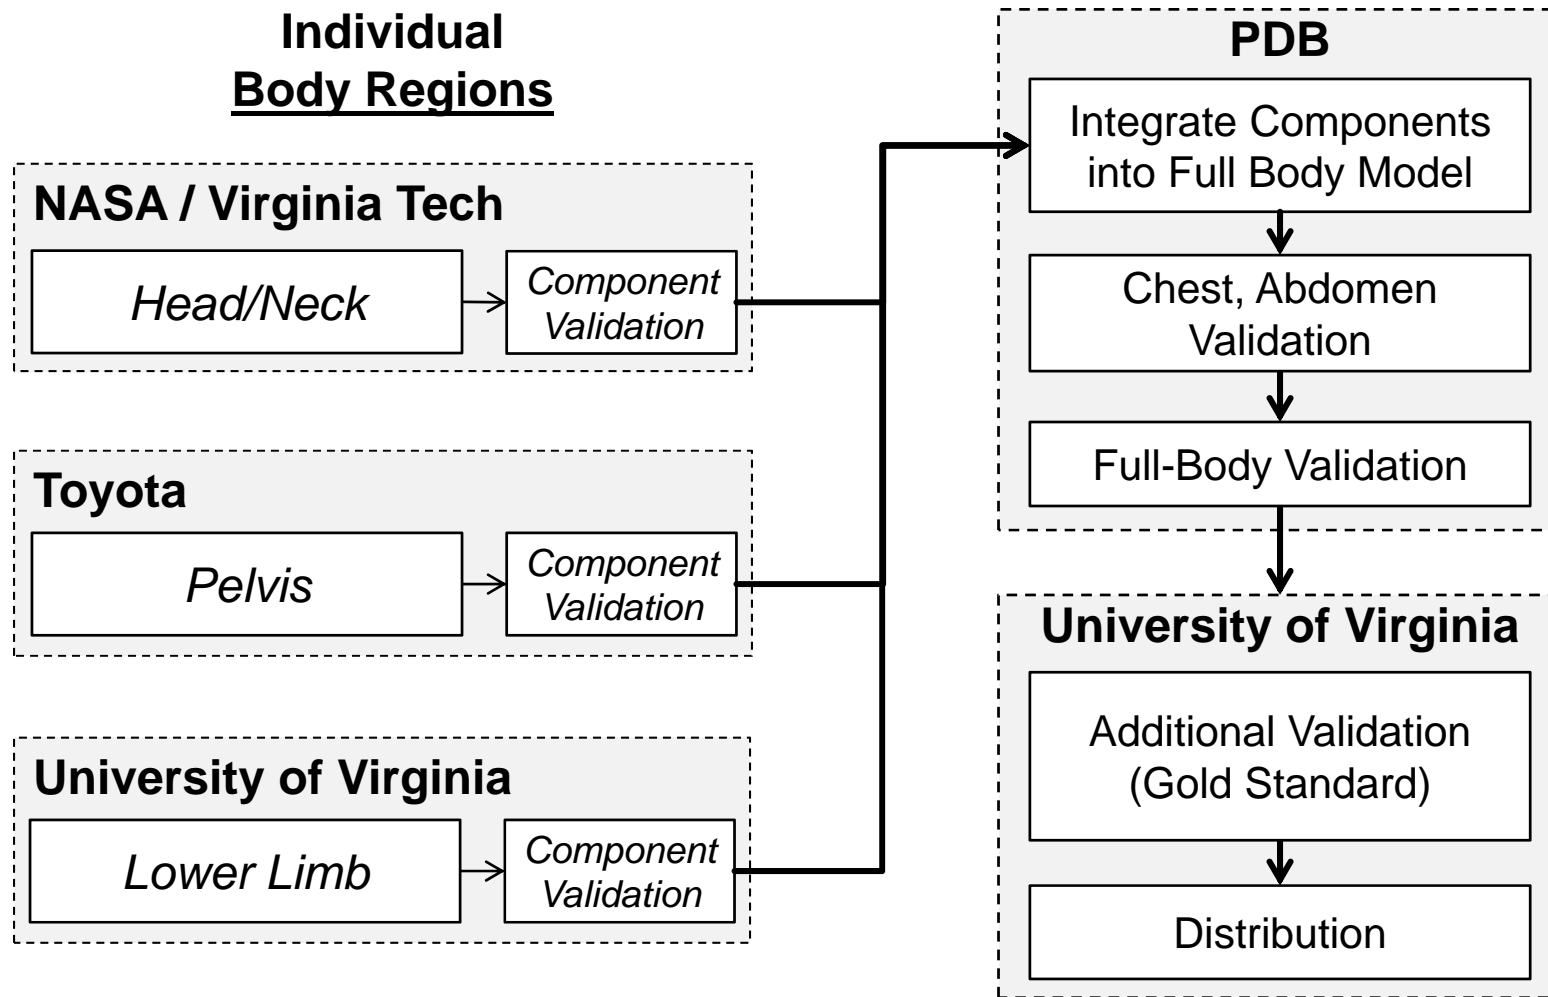 Individual
Body Regions
NASA / Virginia Tech
Head/Neck
Component
Validation
Toyota
Pelvis
Component
Validation
University of Virginia
Lower Limb
Component
Validation
PDB
Integrate Components
into Full Body Model
Chest, Abdomen
Validation
Full-Body Validation
University of Virginia
Additional Validation
(Gold Standard)
Distribution